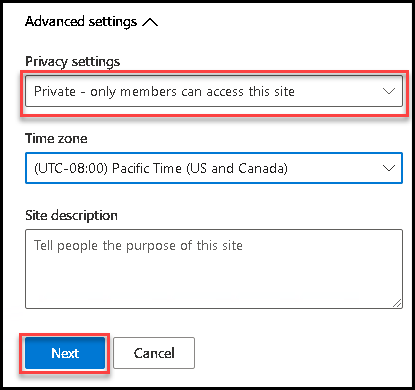 Advanced settings
Privacy settings
Private - only members can access this site
Time zone
(UTC-08:00) Pacific Time (US and Canada)
Site description
Tell people the purpose of this site
Next Cancel